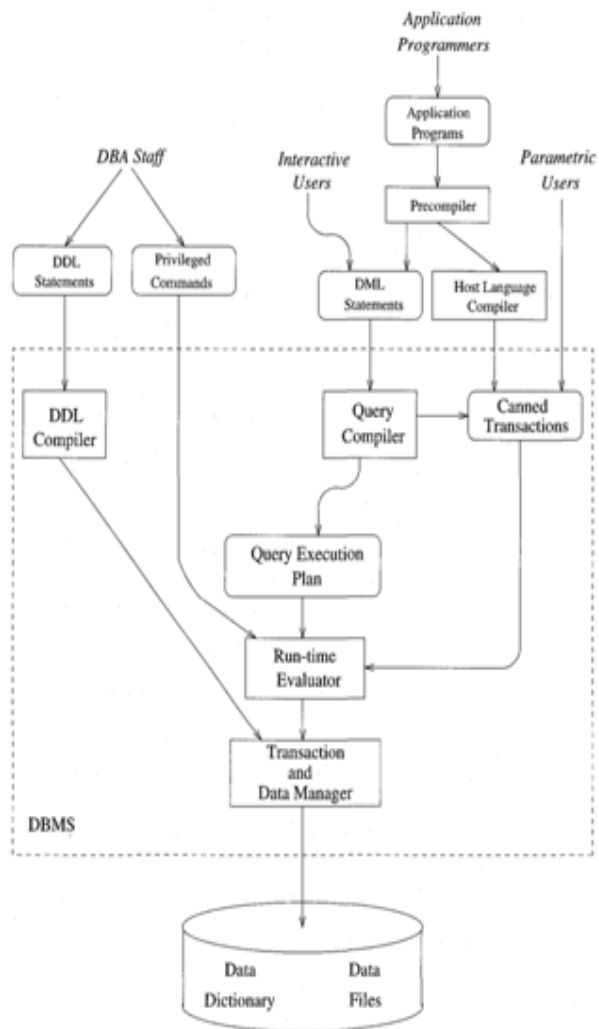 Application
Programmers
Application
Programs
DBA Staff
Interactive
Users
Parametric
Users
Precompiler
DDL
Statements
Privileged
Commands
DML
Statements
Host Language
Compiler
DDL
Compiler
Query
Compiler
Canned
Transactions
Query Execution
Plan
Run-time
Evaluator
Transaction
and
Data Manager
DBMS
Data
Dictionary
Data
Files